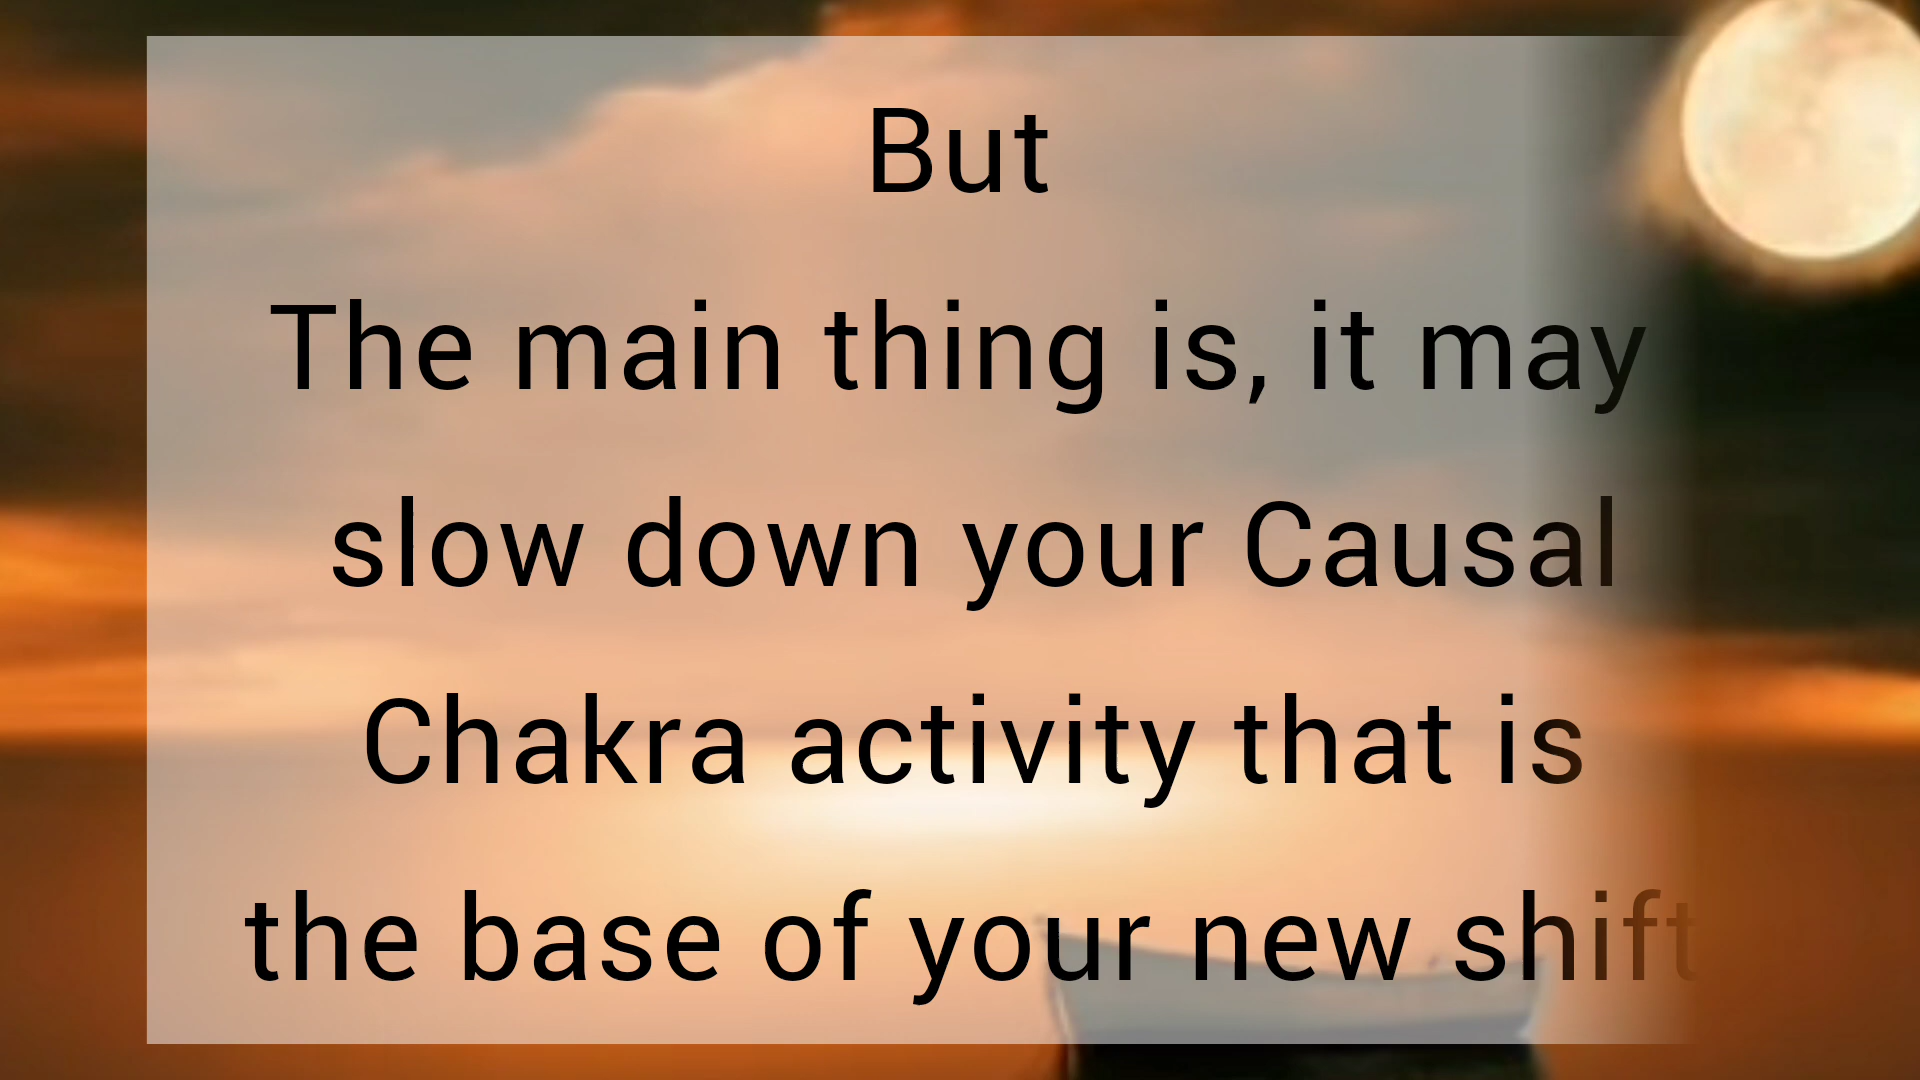 But
The main thing is, it may
slow down your Causal
Chakra activity that is
the base of your new shift